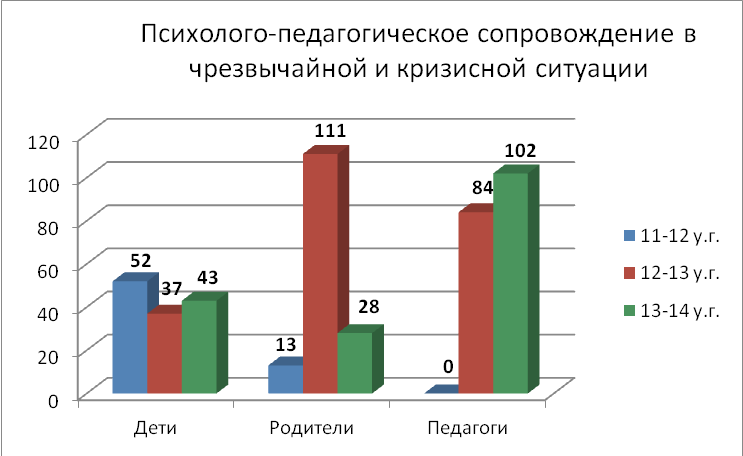 Психолого-педагогическое сопровождение в
чрезвычайной и кризисной ситуации
120
100
80
60
40
20
0
52
37
43
13
111
28
0
84
102
Дети
Родители
Педагоги
11-12 у.г.
12-13 у.г.
13-14 у.г.